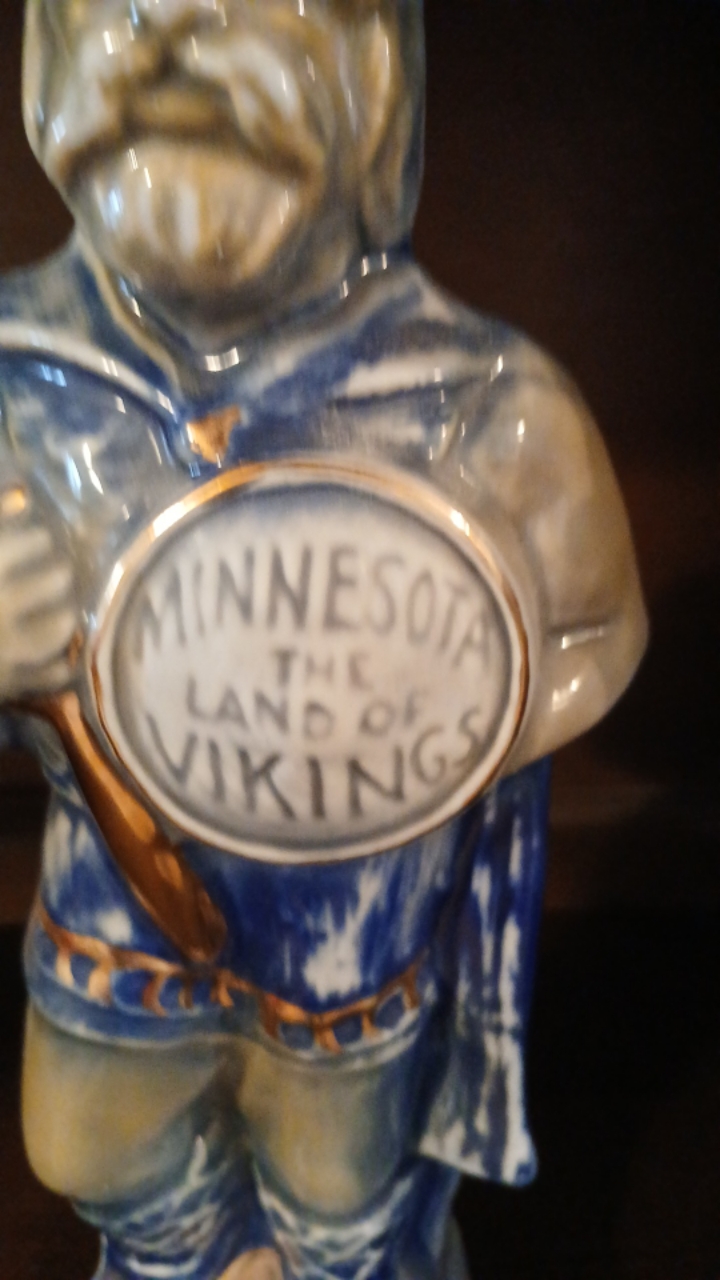 MINNESOTA
THE
LAND OF
VIKINGS